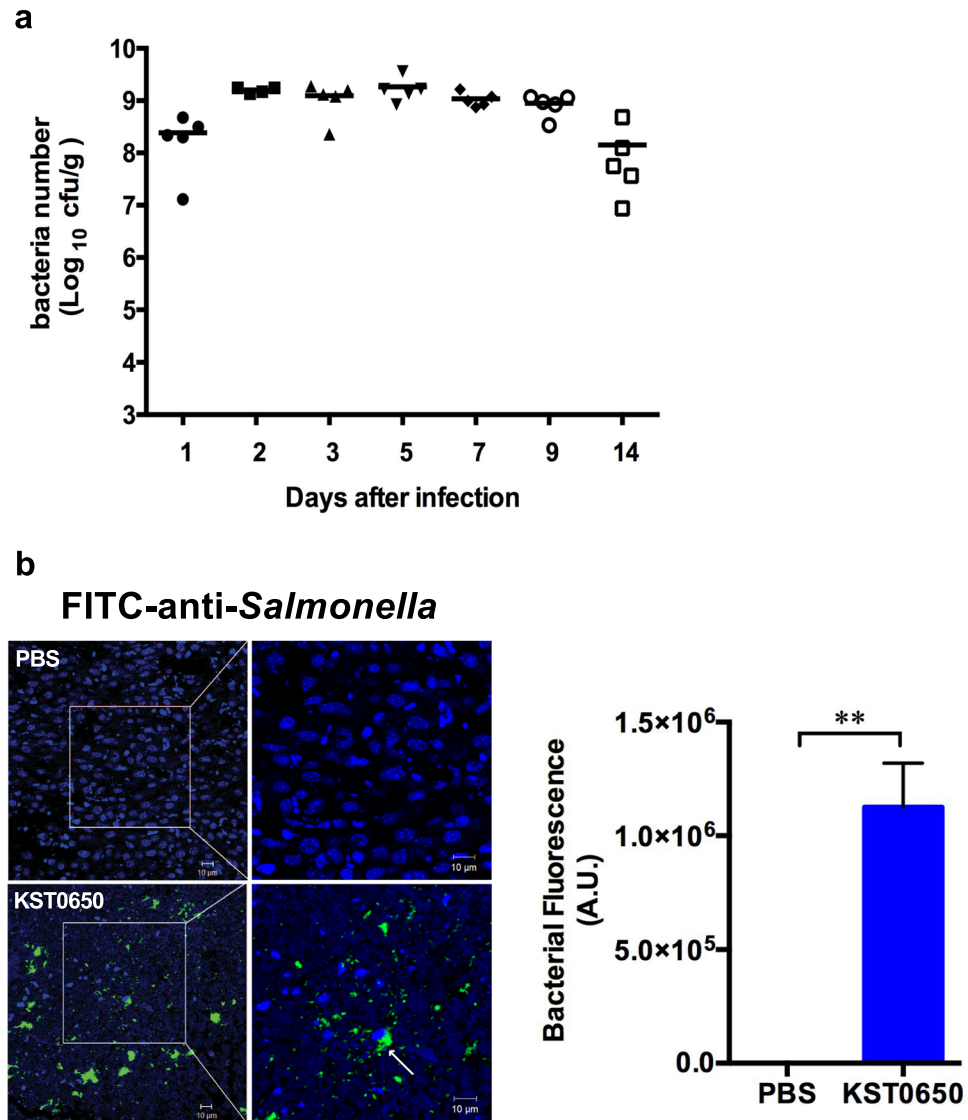 a
10
9
8
7
6
5
4
3
bacteria number
(Log 10 cfu/g )
1 2 3 5 7 9 14
Days after infection
b
FITC-anti-Salmonella
PBS
10 µm
10 µm
KST0650
10 µm
10 µm
1.5×10⁶
1.0×10⁶
5.0×10⁵
0.0
Bacterial Fluorescence
(A.U.)
**
PBS KST0650